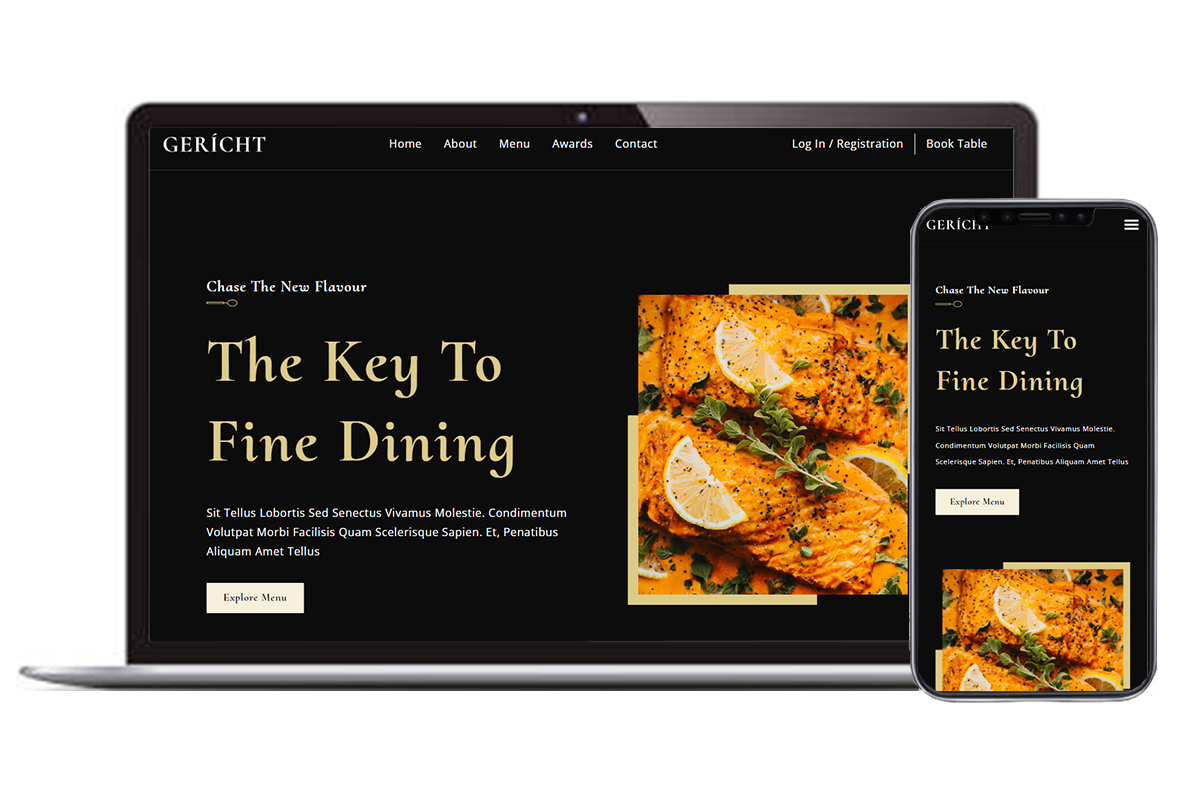 GERÍCHT
Home About Menu Awards Contact
Log In / Registration Book Table
Chase The New Flavour
The Key To
Fine Dining
Sit Tellus Lobortis Sed Senectus Vivamus Molestie. Condimentum
Volutpat Morbi Facilisis Quam Scelerisque Sapien. Et, Penatibus
Aliquam Amet Tellus
Explore Menu
GERÍCHT
Chase The New Flavour
The Key To
Fine Dining
Sit Tellus Lobortis Sed Senectus Vivamus Molestie.
Condimentum Volutpat Morbi Facilisis Quam
Scelerisque Sapien. Et, Penatibus Aliquam Amet Tellus
Explore Menu